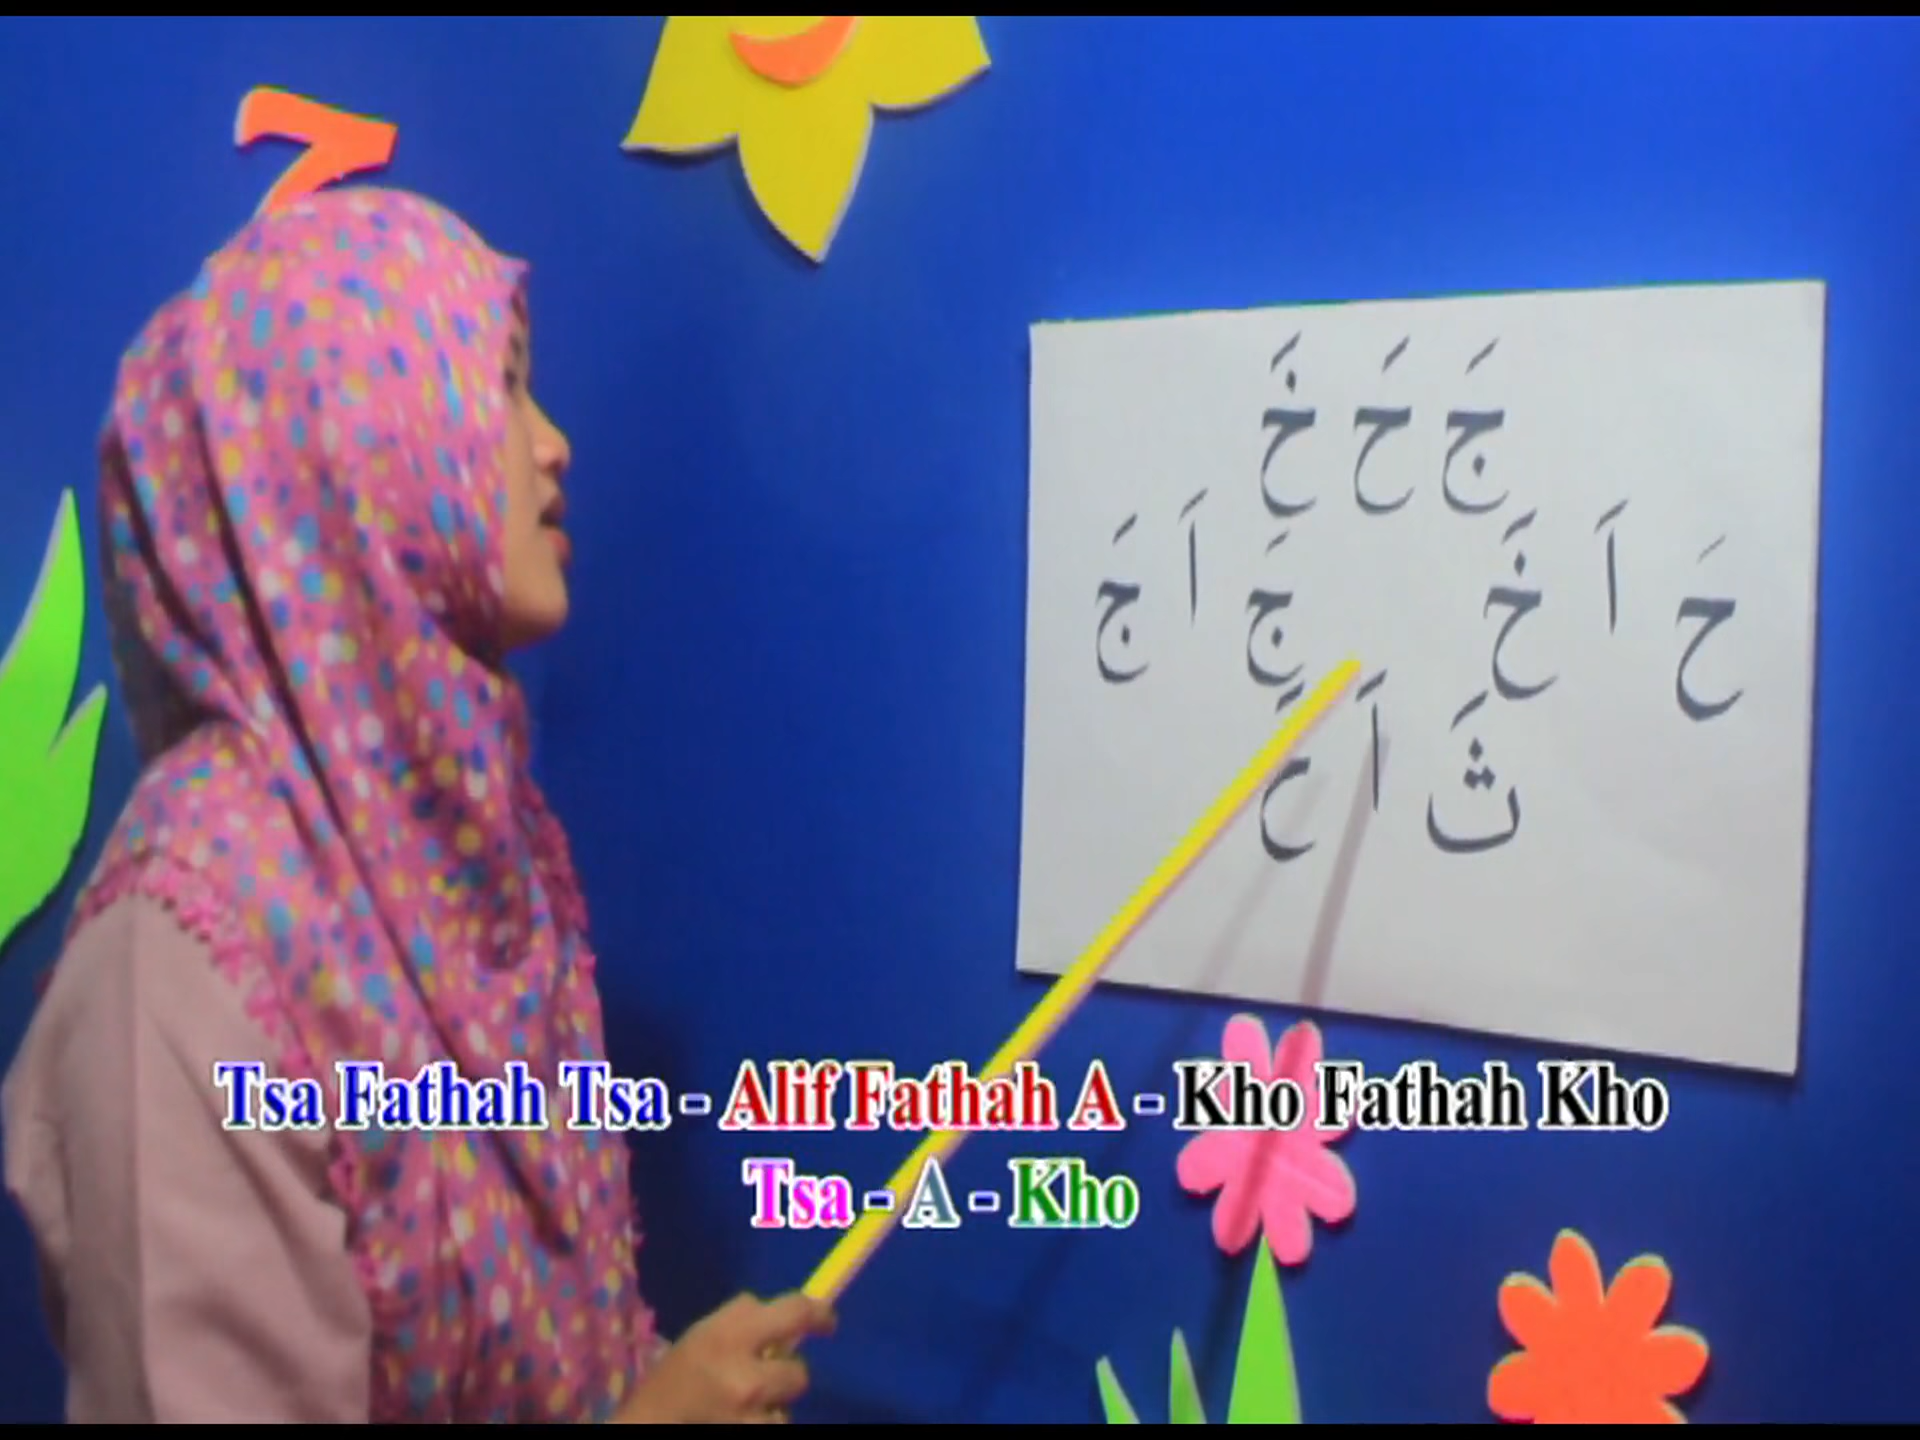 جَ حَ خَ
حَ اَ خَ جَ اَ جَ
ثَ اَ
Tsa Fathah Tsa - Alif Fathah A - Kho Fathah Kho
Tsa - A - Kho